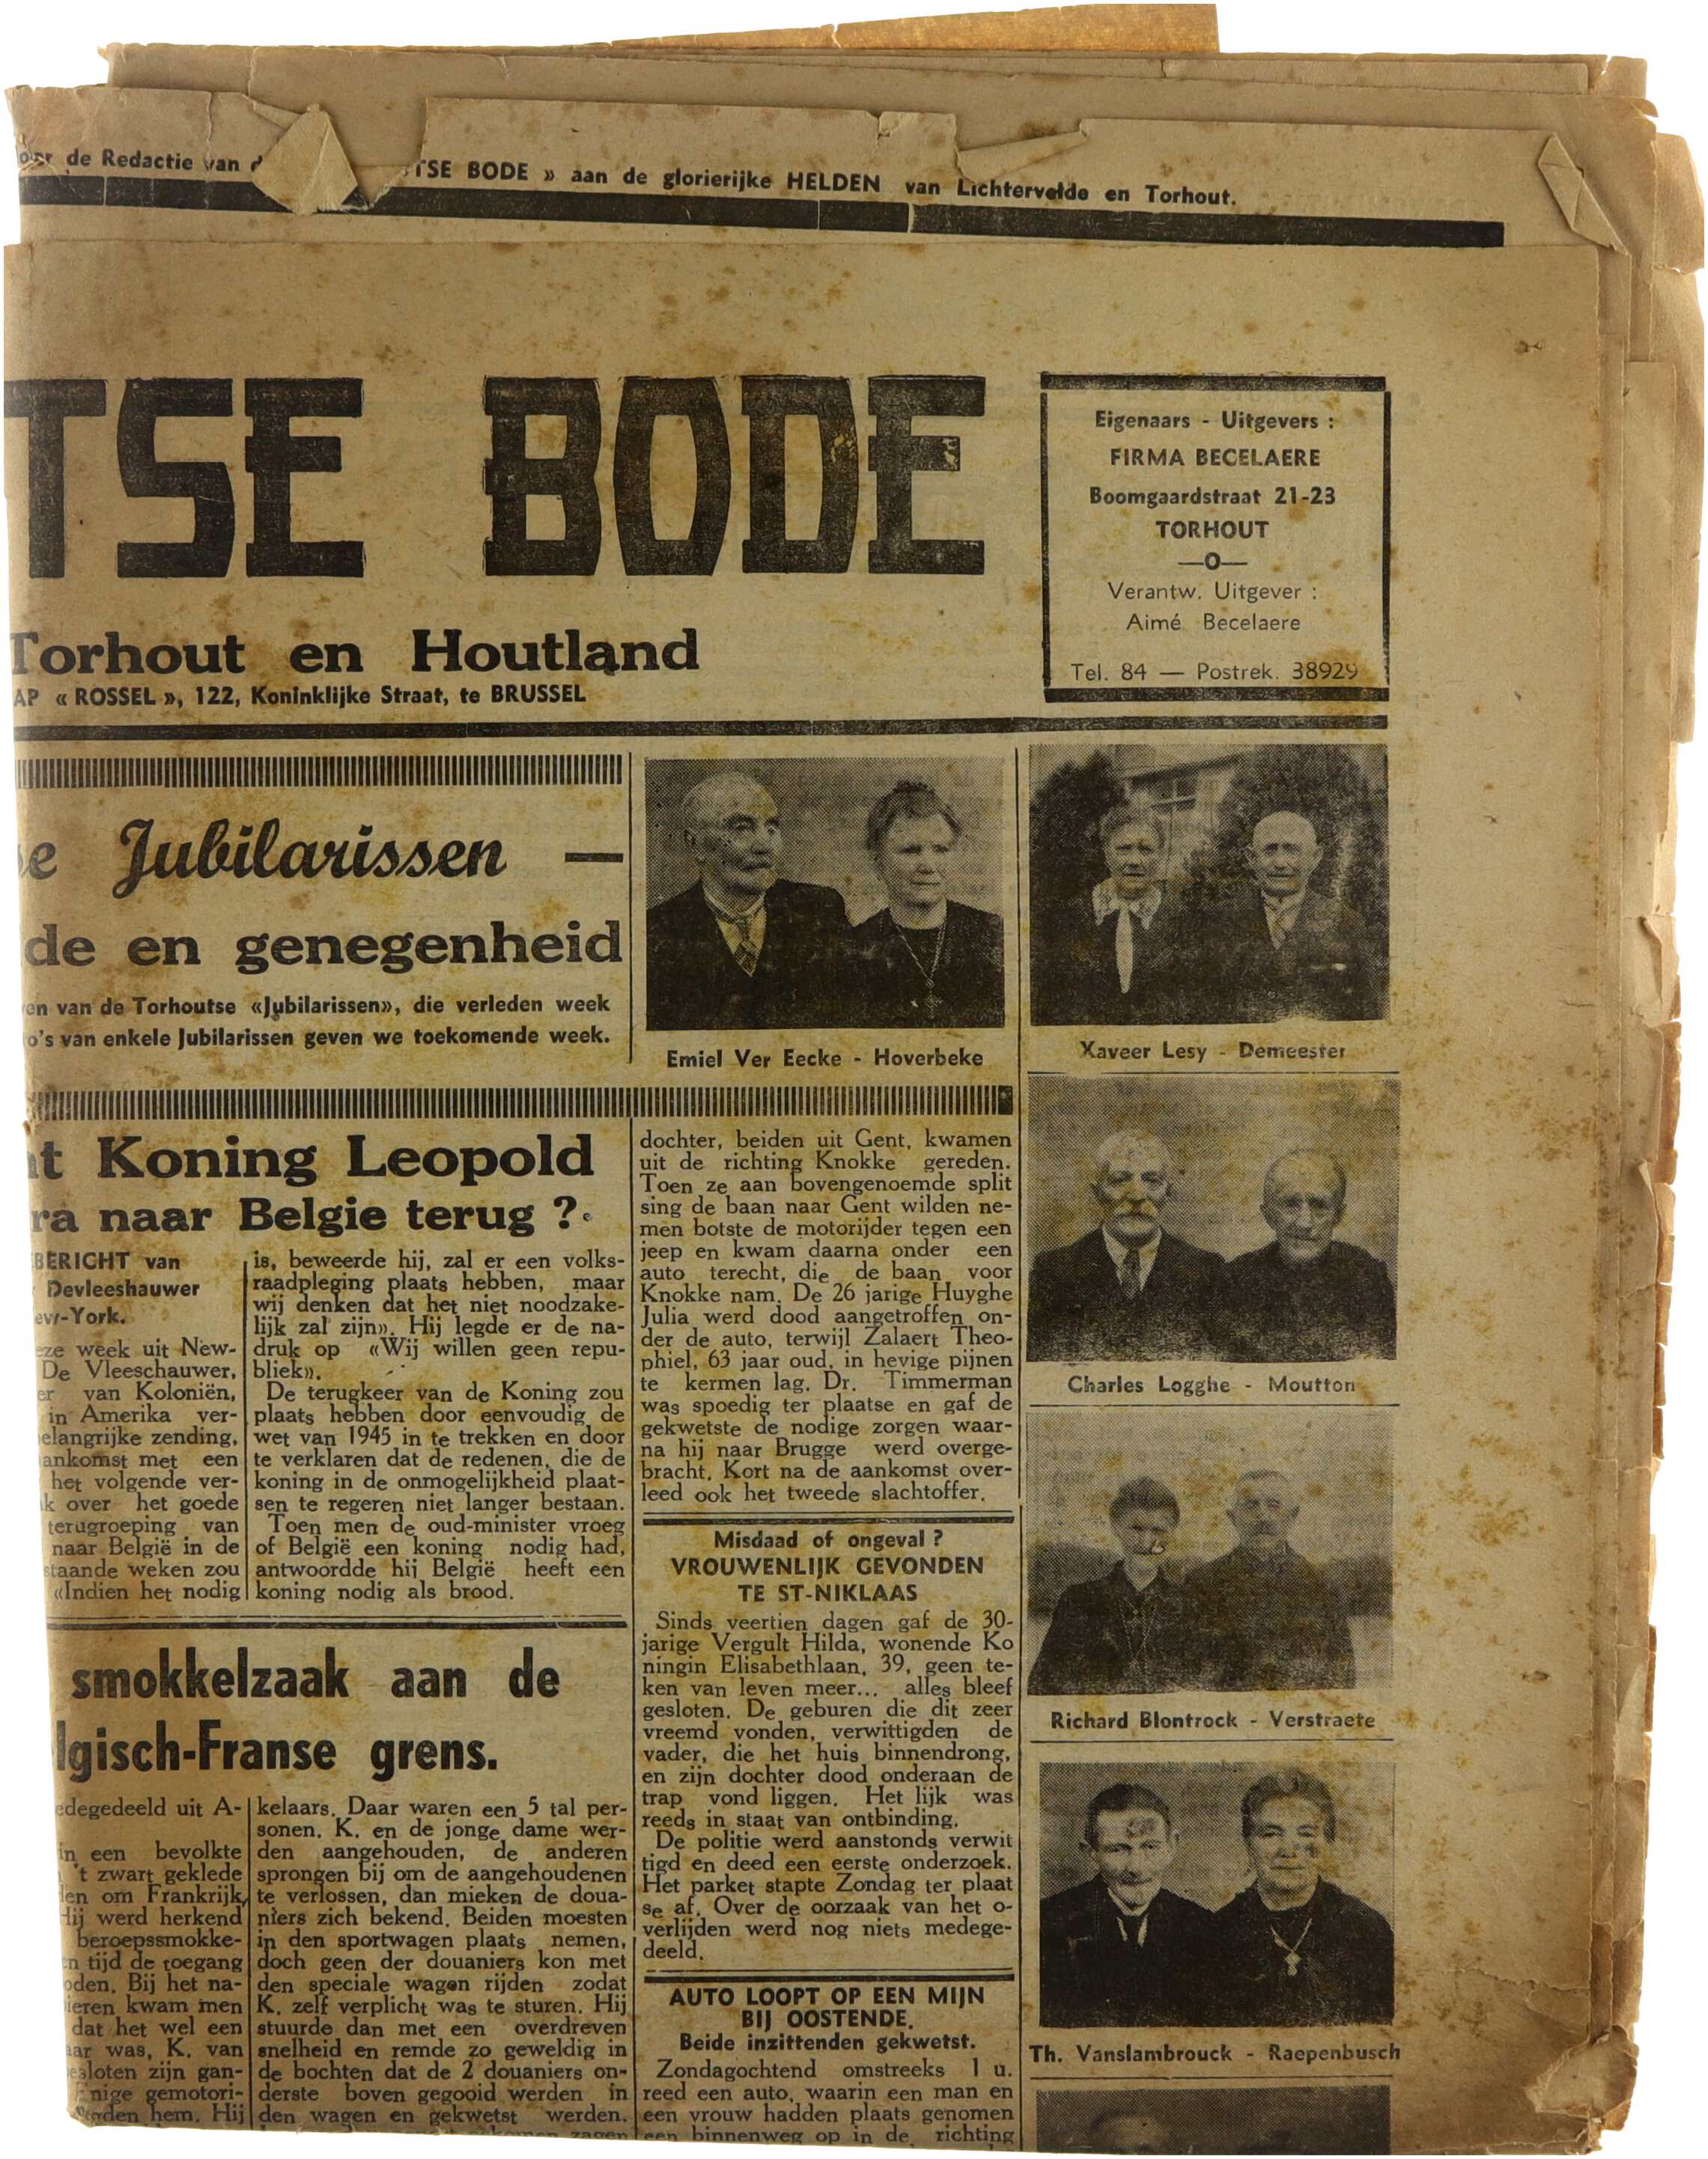 de Redactie van
TSE BODE » aan de glorierijke HELDEN van Lichtervelde en Torhout.
TSE BODE
Eigenaars - Uitgevers :
FIRMA BECELAERE
Boomgaardstraat 21-23
TORHOUT
—O—
Verantw. Uitgever :
Aimé Becelaere
Tel. 84 — Postrek. 38929
Torhout en Houtland
AP « ROSSEL », 122, Koninklijke Straat, te BRUSSEL
Jubilarissen —
de en genegenheid
en van de Torhoutse «Jubilarissen», die verleden week
o's van enkele Jubilarissen geven we toekomende week.
Emiel Ver Eecke - Hoverbeke
Xaveer Lesy - Demeester
Charles Logghe - Moutton
Richard Blontrock - Verstraete
Th. Vanslambrouck - Raepenbusch
t Koning Leopold
ra naar Belgie terug ?
BERICHT van
Devleeshauwer
ew-York.
eze week uit New-
De Vleeschauwer,
er van Koloniën,
in Amerika ver-
elangrijke zending,
ankomst met een
het volgende ver-
k over het goede
terugroeping van
naar België in de
staande weken zou
«Indien het nodig
is, beweerde hij, zal er een volks-
raadpleging plaats hebben, maar
wij denken dat het niet noodzake-
lijk zal zijn». Hij legde er de na-
druk op «Wij willen geen repu-
bliek».
De terugkeer van de Koning zou
plaats hebben door eenvoudig de
wet van 1945 in te trekken en door
te verklaren dat de redenen, die de
koning in de onmogelijkheid plaat-
sen te regeren niet langer bestaan.
Toen men de oud-minister vroeg
of België een koning nodig had,
antwoordde hij België heeft een
koning nodig als brood.
smokkelzaak aan de
lgisch-Franse grens.
edegedeeld uit A-
in een bevolkte
't zwart geklede
en om Frankrijk
Hij werd herkend
beroepssmokke-
en tijd de toegang
oden. Bij het na-
ieren kwam men
dat het wel een
aar was, K. van
esloten zijn gan-
nige gemotori-
den hem. Hij
kelaars. Daar waren een 5 tal per-
sonen. K. en de jonge dame wer-
den aangehouden, de anderen
sprongen bij om de aangehoudenen
te verlossen, dan mieken de doua-
niers zich bekend. Beiden moesten
in den sportwagen plaats nemen,
doch geen der douaniers kon met
den speciale wagen rijden zodat
K. zelf verplicht was te sturen. Hij
stuurde dan met een overdreven
snelheid en remde zo geweldig in
de bochten dat de 2 douaniers on-
derste boven gegooid werden in
den wagen en gekwetst werden.
dochter, beiden uit Gent, kwamen
uit de richting Knokke gereden.
Toen ze aan bovengenoemde split
sing de baan naar Gent wilden ne-
men botste de motorijder tegen een
jeep en kwam daarna onder een
auto terecht, die de baan voor
Knokke nam. De 26 jarige Huyghe
Julia werd dood aangetroffen on-
der de auto, terwijl Zalaert Theo-
phiel, 63 jaar oud, in hevige pijnen
te kermen lag. Dr. Timmerman
was spoedig ter plaatse en gaf de
gekwetste de nodige zorgen waar-
na hij naar Brugge werd overge-
bracht. Kort na de aankomst over-
leed ook het tweede slachtoffer.
Misdaad of ongeval ?
VROUWENLIJK GEVONDEN
TE ST-NIKLAAS
Sinds veertien dagen gaf de 30-
jarige Vergult Hilda, wonende Ko
ningin Elisabethlaan, 39, geen te-
ken van leven meer... alles bleef
gesloten. De geburen die dit zeer
vreemd vonden, verwittigden de
vader, die het huis binnendrong,
en zijn dochter dood onderaan de
trap vond liggen. Het lijk was
reeds in staat van ontbinding.
De politie werd aanstonds verwit
tigd en deed een eerste onderzoek.
Het parket stapte Zondag ter plaat
se af. Over de oorzaak van het o-
verlijden werd nog niets medege-
deeld.
AUTO LOOPT OP EEN MIJN
BIJ OOSTENDE.
Beide inzittenden gekwetst.
Zondagochtend omstreeks 1 u.
reed een auto, waarin een man en
een vrouw hadden plaats genomen
een binnenweg op in de richting